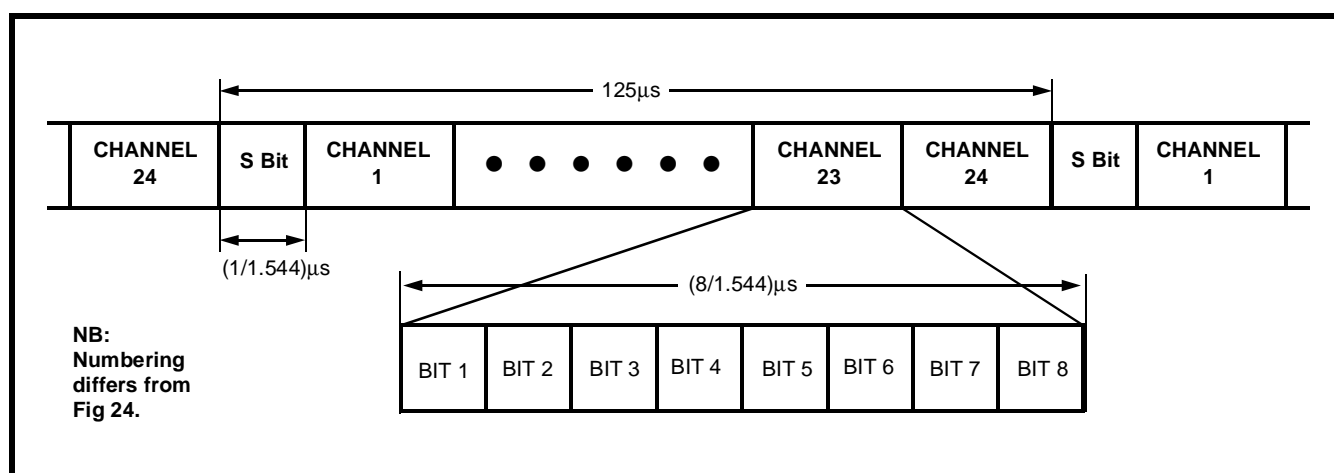 125μs
CHANNEL 24
S Bit
CHANNEL 1
● ● ● ● ● ●
CHANNEL 23
CHANNEL 24
S Bit
CHANNEL 1
(1/1.544)μs
(8/1.544)μs
BIT 1 BIT 2 BIT 3 BIT 4 BIT 5 BIT 6 BIT 7 BIT 8
NB:
Numbering
differs from
Fig 24.